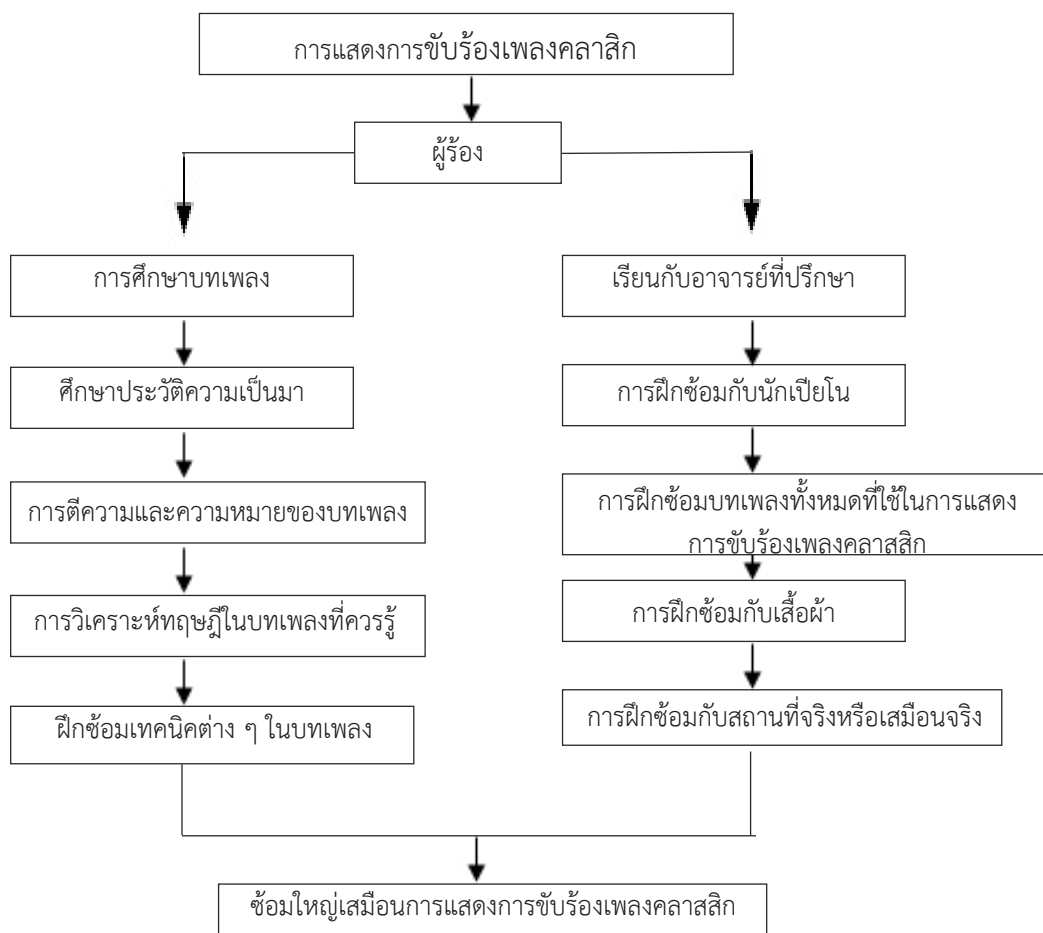 การแสดงการขับร้องเพลงคลาสิก
ผู้ร้อง
การศึกษาบทเพลง
ศึกษาประวัติความเป็นมา
การตีความและความหมายของบทเพลง
การวิเคราะห์ทฤษฎีในบทเพลงที่ควรรู้
ฝึกซ้อมเทคนิคต่าง ๆ ในบทเพลง
เรียนกับอาจารย์ที่ปรึกษา
การฝึกซ้อมกับนักเปียโน
การฝึกซ้อมบทเพลงทั้งหมดที่ใช้ในการแสดง
การขับร้องเพลงคลาสสิก
การฝึกซ้อมกับเสื้อผ้า
การฝึกซ้อมกับสถานที่จริงหรือเสมือนจริง
ซ้อมใหญ่เสมือนการแสดงการขับร้องเพลงคลาสสิก